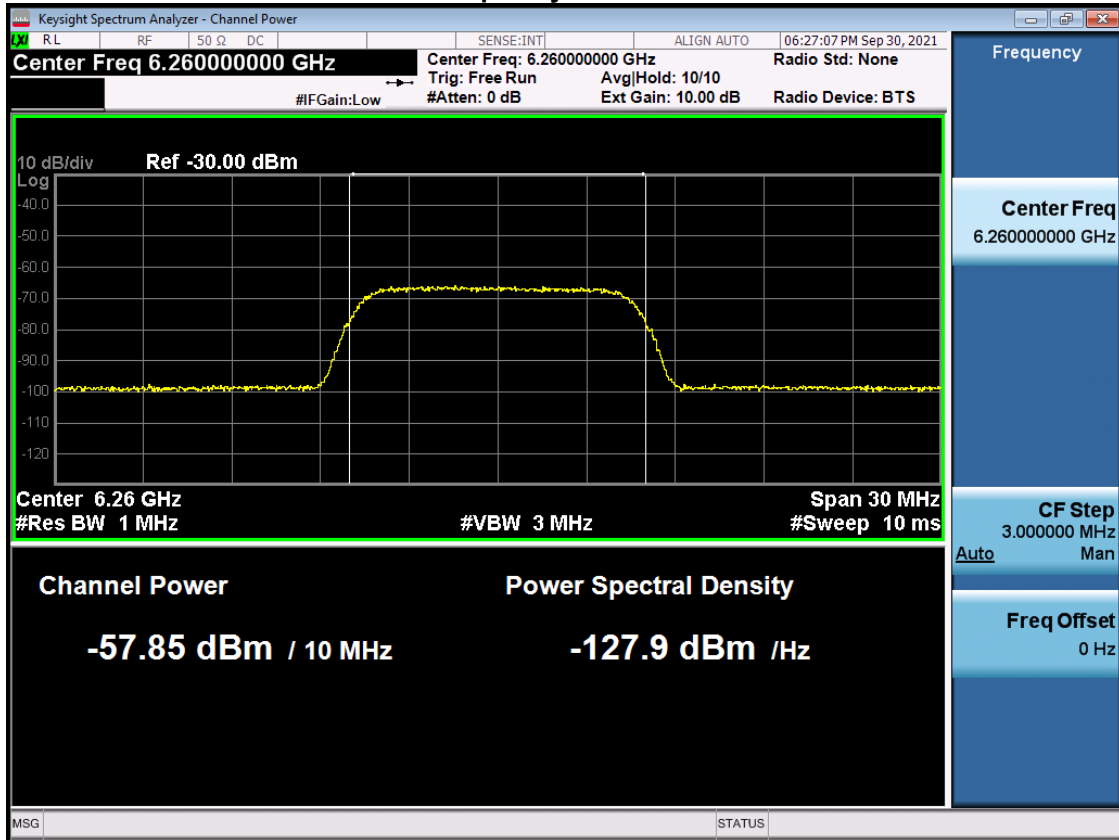 Keysight Spectrum Analyzer - Channel Power
LXI RL RF 50 Ω DC SENSE:INT ALIGN AUTO 06:27:07 PM Sep 30, 2021
Center Freq 6.260000000 GHz
Center Freq: 6.260000000 GHz Radio Std: None
Trig: Free Run Avg|Hold: 10/10
#IFGain:Low #Atten: 0 dB Ext Gain: 10.00 dB Radio Device: BTS
10 dB/div Ref -30.00 dBm
Log
-40.0
-50.0
-60.0
-70.0
-80.0
-90.0
-100
-110
-120
Center 6.26 GHz Span 30 MHz
#Res BW 1 MHz #VBW 3 MHz #Sweep 10 ms
Channel Power Power Spectral Density
-57.85 dBm / 10 MHz -127.9 dBm /Hz
MSG STATUS
Frequency
Center Freq
6.260000000 GHz
CF Step
3.000000 MHz
Auto Man
Freq Offset
0 Hz